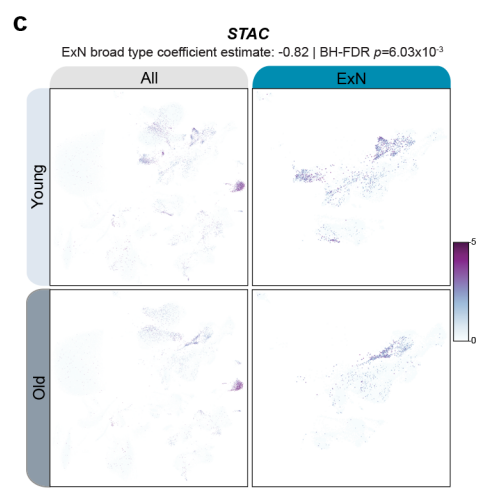 C
STAC
ExN broad type coefficient estimate: -0.82 | BH-FDR p=6.03x10⁻³
All
ExN
Young
5
0
Old